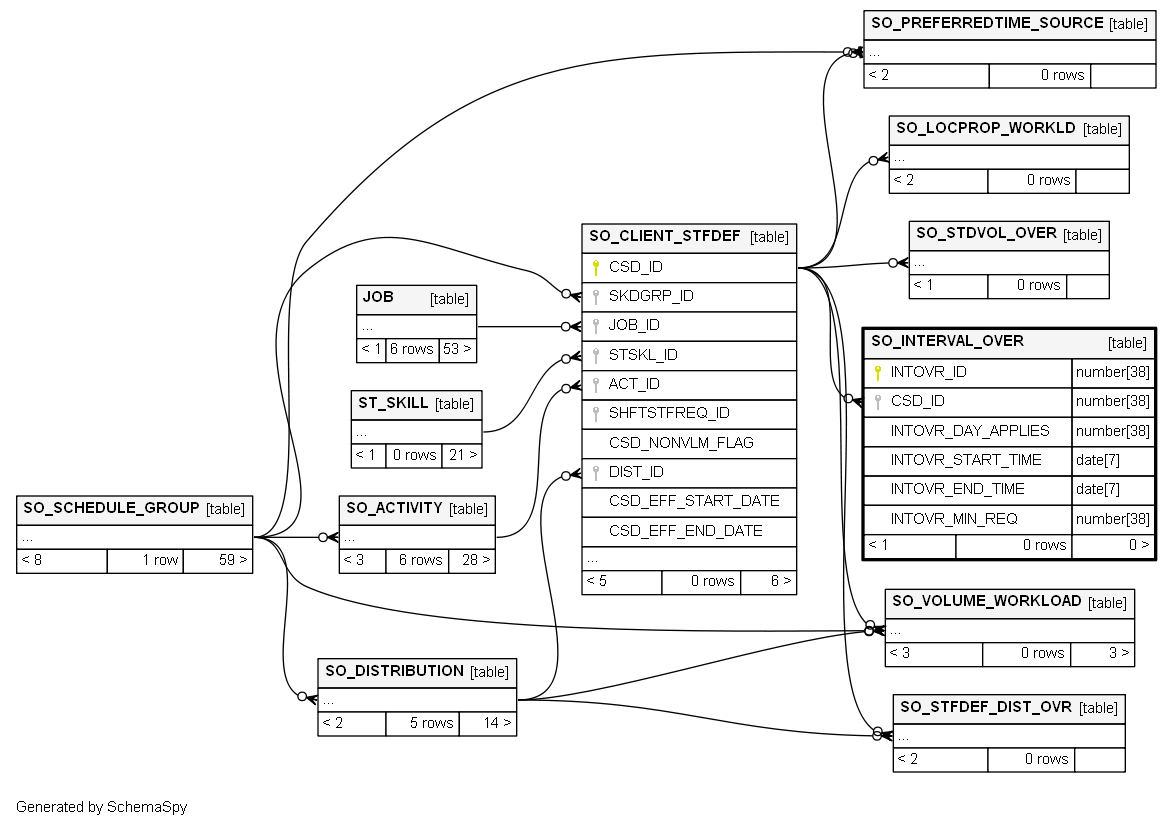 SO_PREFERREDTIME_SOURCE [table]
...
< 2 0 rows
SO_LOCPROP_WORKLD [table]
...
< 2 0 rows
SO_STDVOL_OVER [table]
...
< 1 0 rows
SO_CLIENT_STFDEF [table]
CSD_ID
SKDGRP_ID
JOB_ID
STSKL_ID
ACT_ID
SHFTSTFREQ_ID
CSD_NONVLM_FLAG
DIST_ID
CSD_EFF_START_DATE
CSD_EFF_END_DATE
...
< 5 0 rows 6 >
JOB [table]
...
< 1 6 rows 53 >
ST_SKILL [table]
...
< 1 0 rows 21 >
SO_SCHEDULE_GROUP [table]
...
< 8 1 row 59 >
SO_ACTIVITY [table]
...
< 3 6 rows 28 >
SO_DISTRIBUTION [table]
...
< 2 5 rows 14 >
SO_INTERVAL_OVER [table]
INTOVR_ID number[38]
CSD_ID number[38]
INTOVR_DAY_APPLIES number[38]
INTOVR_START_TIME date[7]
INTOVR_END_TIME date[7]
INTOVR_MIN_REQ number[38]
< 1 0 rows 0 >
SO_VOLUME_WORKLOAD [table]
...
< 3 0 rows 3 >
SO_STFDEF_DIST_OVR [table]
...
< 2 0 rows
Generated by SchemaSpy